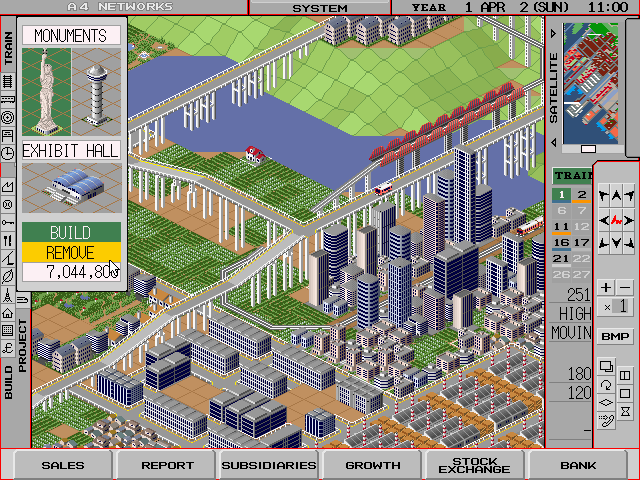 A4 NETWORKS SYSTEM YEAR 1 APR 2 (SUN) 11:00
TRAIN
MONUMENTS
EXHIBIT HALL
BUILD
REMOVE
7,044,80
PROJECT
BUILD
SATELLITE
TRAI
1 2
6 7
11 12
16 17
21 22
26 27
251
HIGH
MOVIN
180
120
× 1
BMP
SALES
REPORT
SUBSIDIARIES
GROWTH
STOCK EXCHANGE
BANK